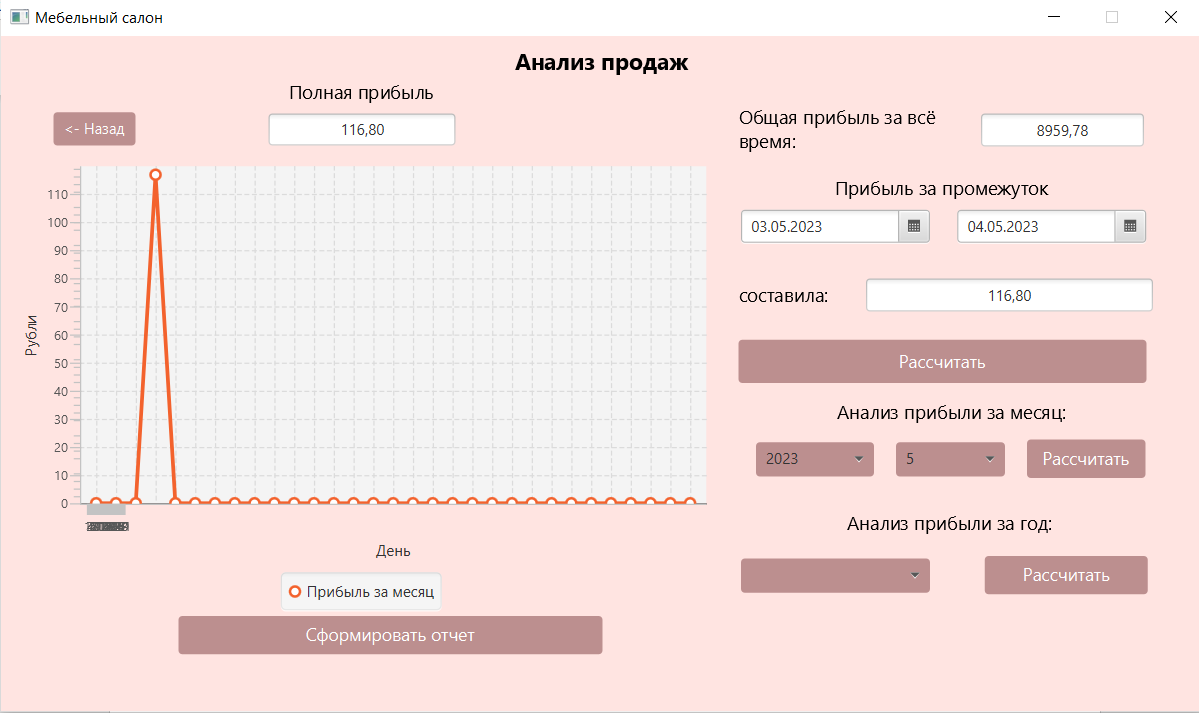 Мебельный салон
Анализ продаж
Полная прибыль
<- Назад
116,80
Общая прибыль за всё
время:
8959,78
Прибыль за промежуток
03.05.2023
04.05.2023
составила:
116,80
Рассчитать
Анализ прибыли за месяц:
2023
5
Рассчитать
Анализ прибыли за год:
Рассчитать
Рубли
110
100
90
80
70
60
50
40
30
20
10
0
День
Прибыль за месяц
Сформировать отчет